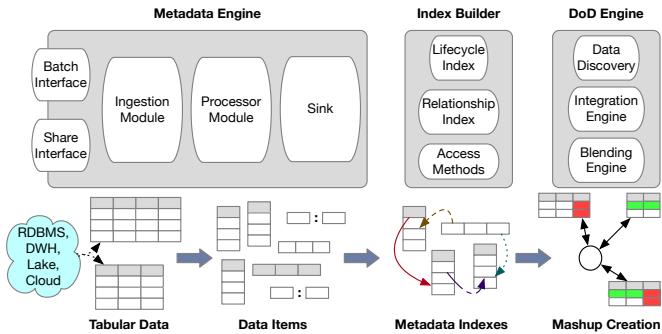 Metadata Engine
Index Builder
DoD Engine
Batch
Interface
Share
Interface
Ingestion
Module
Processor
Module
Sink
Lifecycle
Index
Relationship
Index
Access
Methods
Data
Discovery
Integration
Engine
Blending
Engine
RDBMS,
DWH,
Lake,
Cloud
:
:
Tabular Data
Data Items
Metadata Indexes
Mashup Creation